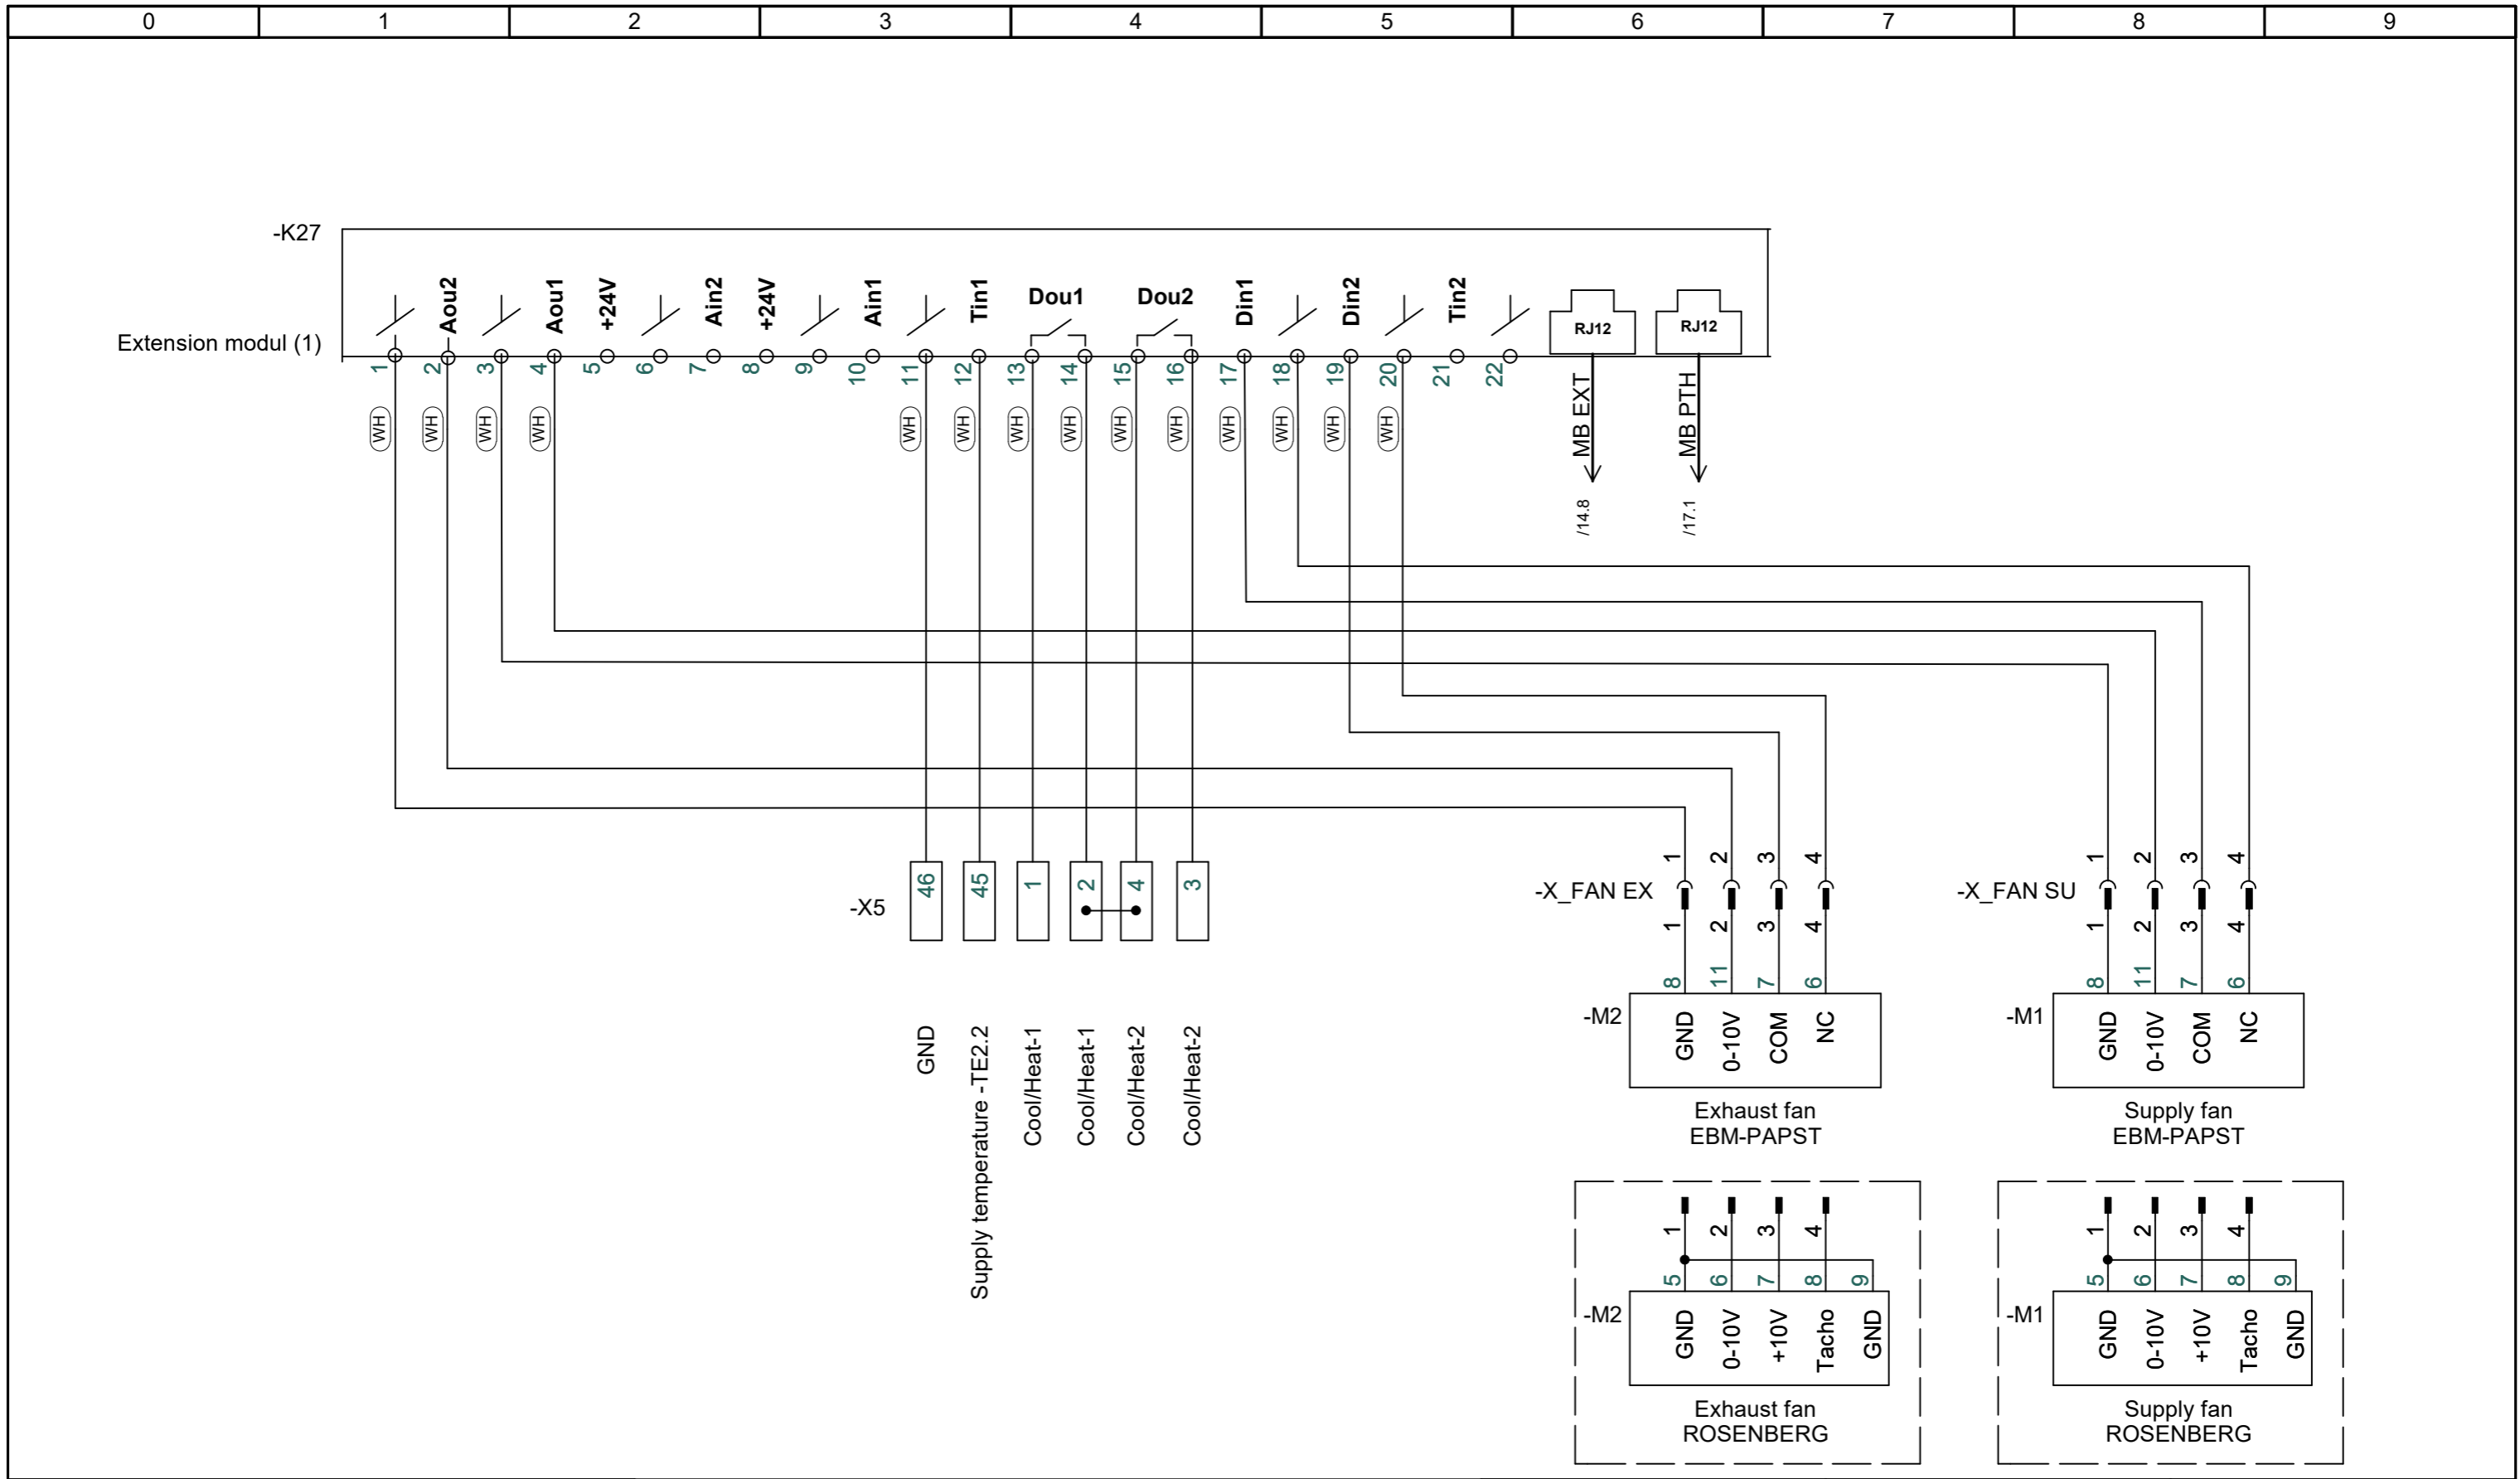 0 1 2 3 4 5 6 7 8 9
-K27
Aou2 Aou1 +24V Ain2 +24V Ain1 Tin1 Dou1 Dou2 Din1 Din2 Tin2 RJ12 RJ12
Extension modul (1)
1 2 3 4 5 6 7 8 9 10 11 12 13 14 15 16 17 18 19 20 21 22
WH WH WH WH WH WH WH WH WH WH WH WH WH WH
MB EXT MB PTH
/14.8 /17.1
-X5
46 45 1 2 4 3
GND
Supply temperature -TE2.2
Cool/Heat-1
Cool/Heat-1
Cool/Heat-2
Cool/Heat-2
1 2 3 4
-X_FAN EX
1 2 3 4
8 11 7 6
-M2
GND 0-10V COM NC
Exhaust fan
EBM-PAPST
1 2 3 4
-X_FAN SU
1 2 3 4
8 11 7 6
-M1
GND 0-10V COM NC
Supply fan
EBM-PAPST
1 2 3 4
5 6 7 8 9
-M2
GND 0-10V +10V Tacho GND
Exhaust fan
ROSENBERG
1 2 3 4
5 6 7 8 9
-M1
GND 0-10V +10V Tacho GND
Supply fan
ROSENBERG